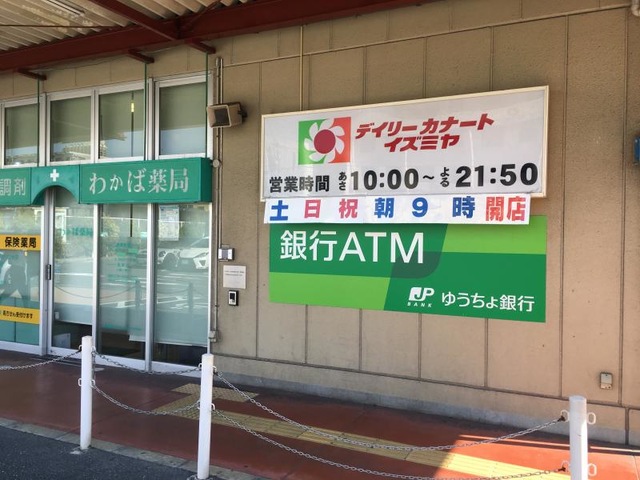 デイリーカナート
イズミヤ
営業時間 あさ10:00～よる21:50
土日祝朝9時開店
銀行ATM
JP
BANK ゆうちょ銀行
調剤 わかば薬局
保険薬局